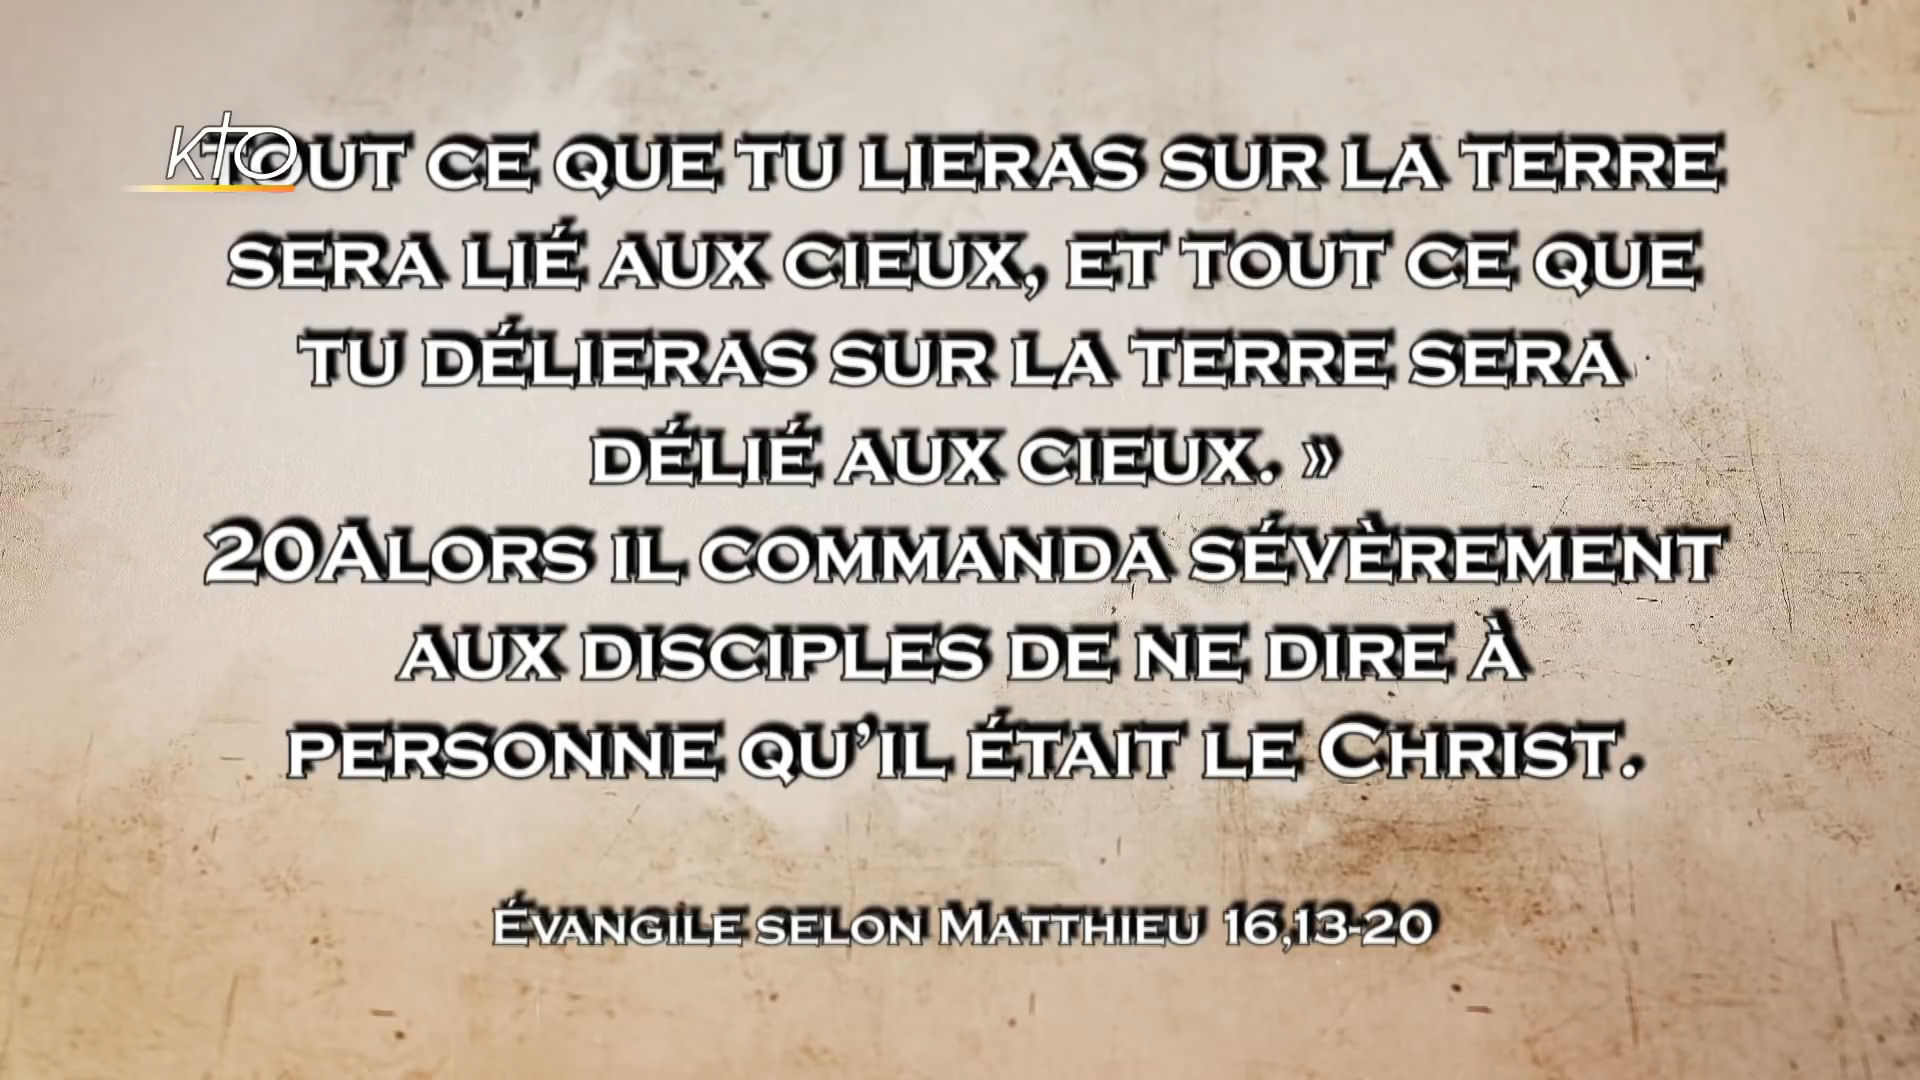 KTO
TOUT CE QUE TU LIERAS SUR LA TERRE
SERA LIÉ AUX CIEUX, ET TOUT CE QUE
TU DÉLIERAS SUR LA TERRE SERA
DÉLIÉ AUX CIEUX. »
20ALORS IL COMMANDA SÉVÈREMENT
AUX DISCIPLES DE NE DIRE À
PERSONNE QU’IL ÉTAIT LE CHRIST.
ÉVANGILE SELON MATTHIEU 16,13-20